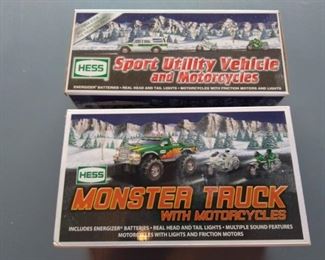 HESS
Sport Utility Vehicle
and Motorcycles
ENERGIZER BATTERIES • REAL HEAD AND TAIL LIGHTS • MOTORCYCLES WITH FRICTION MOTORS AND LIGHTS
HESS
MONSTER TRUCK
WITH MOTORCYCLES
INCLUDES ENERGIZER BATTERIES • REAL HEAD AND TAIL LIGHTS • MULTIPLE SOUND FEATURES
MOTORCYCLES WITH LIGHTS AND FRICTION MOTORS